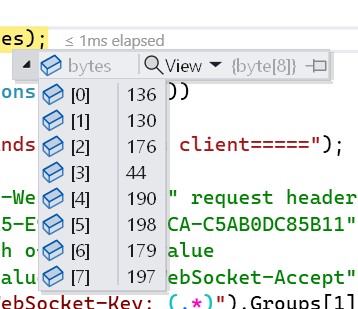 es); ≤ 1ms elapsed
bytes View {byte[8]}
ons ))
[0] 136
[1] 130
nds [2] 176 client=====");
[3] 44
-We [4] 190 " request header
5-E [5] 198 CA-C5AB0DC85B11"
h o [6] 179 alue
alu [7] 197 ebSocket-Accept"
WebSocket-Key: (.*)").Groups[1]